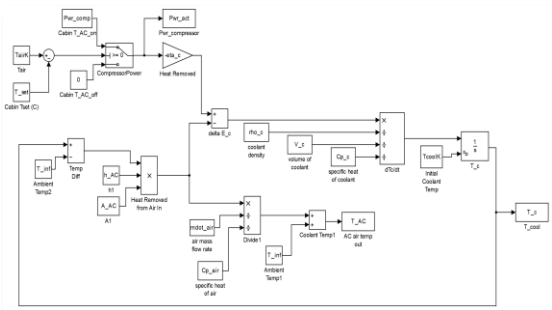 Pwr_comp
Cabin T_AC_on
Pwr_act
Pwr_compressor
TairK
Tair
+
−
>= 0
CompressorPower
-eta_c
Heat Removed
T_set
Cabin Tset (C)
0
Cabin T_AC_off
+
−
delta E_c
rho_c
coolant
density
V_c
volume of
coolant
Cp_c
specific heat
of coolant
×
÷
÷
÷
dTc/dt
TcoolK
Initial
Coolant
Temp
1
s
xo
T_c
T_c
T_cool
T_inf
Ambient
Temp2
+
−
Temp
Diff
h_AC
h1
A_AC
A1
×
Heat Removed
from Air In
mdot_air
air mass
flow rate
Cp_air
specific heat
of air
×
÷
÷
Divide1
T_inf
Ambient
Temp1
+
+
Coolant Temp1
T_AC
AC air temp
out